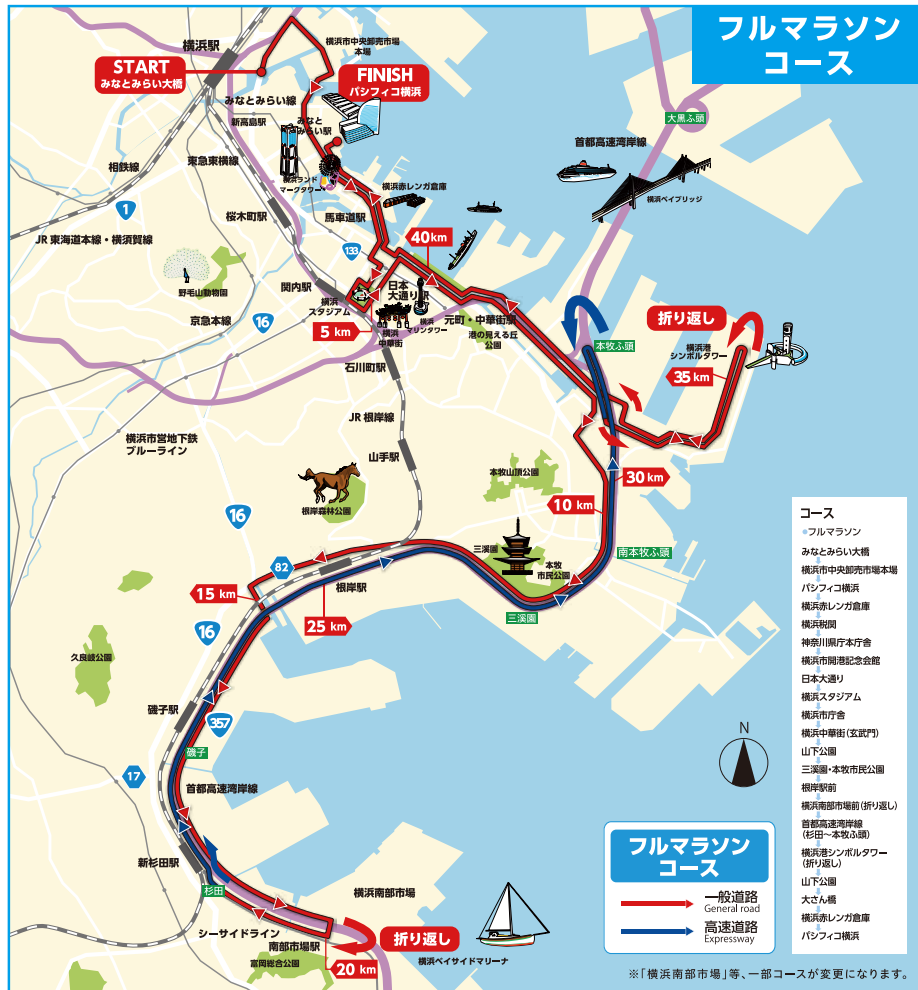 フルマラソン
コース
横浜駅
横浜市中央卸売市場
本場
START
みなとみらい大橋
FINISH
パシフィコ横浜
みなとみらい線
新高島駅
みなと
みらい駅
大黒ふ頭
首都高速湾岸線
相鉄線
東急東横線
横浜ランド
マークタワー
横浜赤レンガ倉庫
横浜ベイブリッジ
1
桜木町駅
馬車道駅
JR 東海道本線・横須賀線
133
40 km
野毛山動物園
関内駅
日本
大通り駅
横浜
スタジアム
京急本線
16
5 km
横浜
中華街
横浜
マリンタワー
元町・中華街駅
港の見える丘
公園
折り返し
本牧ふ頭
横浜港
シンボルタワー
石川町駅
35 km
JR 根岸線
横浜市営地下鉄
ブルーライン
山手駅
本牧山頂公園
30 km
根岸森林公園
10 km
16
三溪園
本牧
市民公園
南本牧ふ頭
82
根岸駅
15 km
三溪園
25 km
16
久良岐公園
磯子駅
357
磯子
17
首都高速湾岸線
新杉田駅
杉田
横浜南部市場
シーサイドライン
南部市場駅
折り返し
富岡総合公園
20 km
横浜ベイサイドマリーナ
N
コース
フルマラソン
みなとみらい大橋
横浜市中央卸売市場本場
パシフィコ横浜
横浜赤レンガ倉庫
横浜税関
神奈川県庁本庁舎
横浜市開港記念会館
日本大通り
横浜スタジアム
横浜市庁舎
横浜中華街(玄武門)
山下公園
三溪園・本牧市民公園
根岸駅前
横浜南部市場前(折り返し)
首都高速湾岸線
(杉田〜本牧ふ頭)
横浜港シンボルタワー
(折り返し)
山下公園
大さん橋
横浜赤レンガ倉庫
パシフィコ横浜
フルマラソン
コース
一般道路
General road
高速道路
Expressway
※「横浜南部市場」等、一部コースが変更になります。